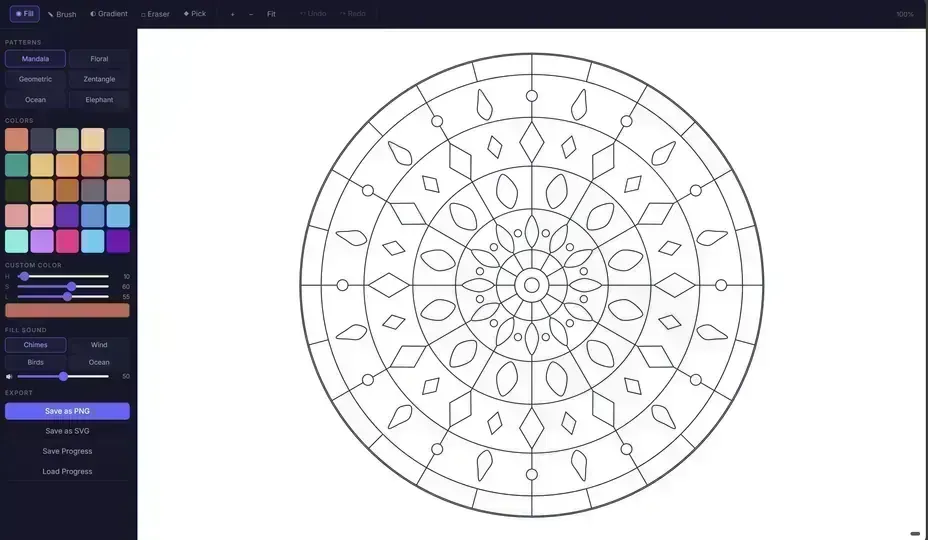 Fill Brush Gradient Eraser Pick + − Fit Undo Redo 100%
PATTERNS
Mandala Floral
Geometric Zentangle
Ocean Elephant
COLORS
CUSTOM COLOR
H 10
S 60
L 55
FILL SOUND
Chimes Wind
Birds Ocean
50
EXPORT
Save as PNG
Save as SVG
Save Progress
Load Progress